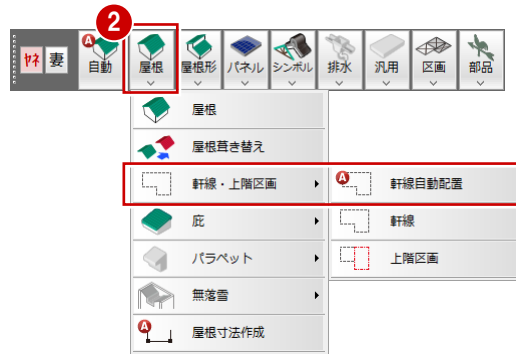 2
ヤネ 妻 A 自動 屋根 屋根形 パネル シンボル 排水 汎用 区画 部品
屋根
屋根葺き替え
軒線・上階区画
A 軒線自動配置
庇
軒線
パラペット
上階区画
無落雪
A 屋根寸法作成